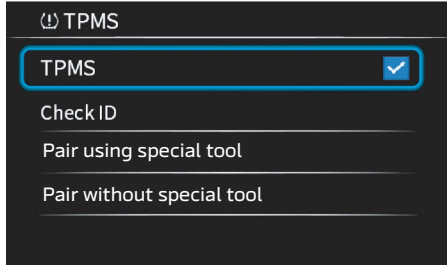 TPMS
TPMS
Check ID
Pair using special tool
Pair without special tool